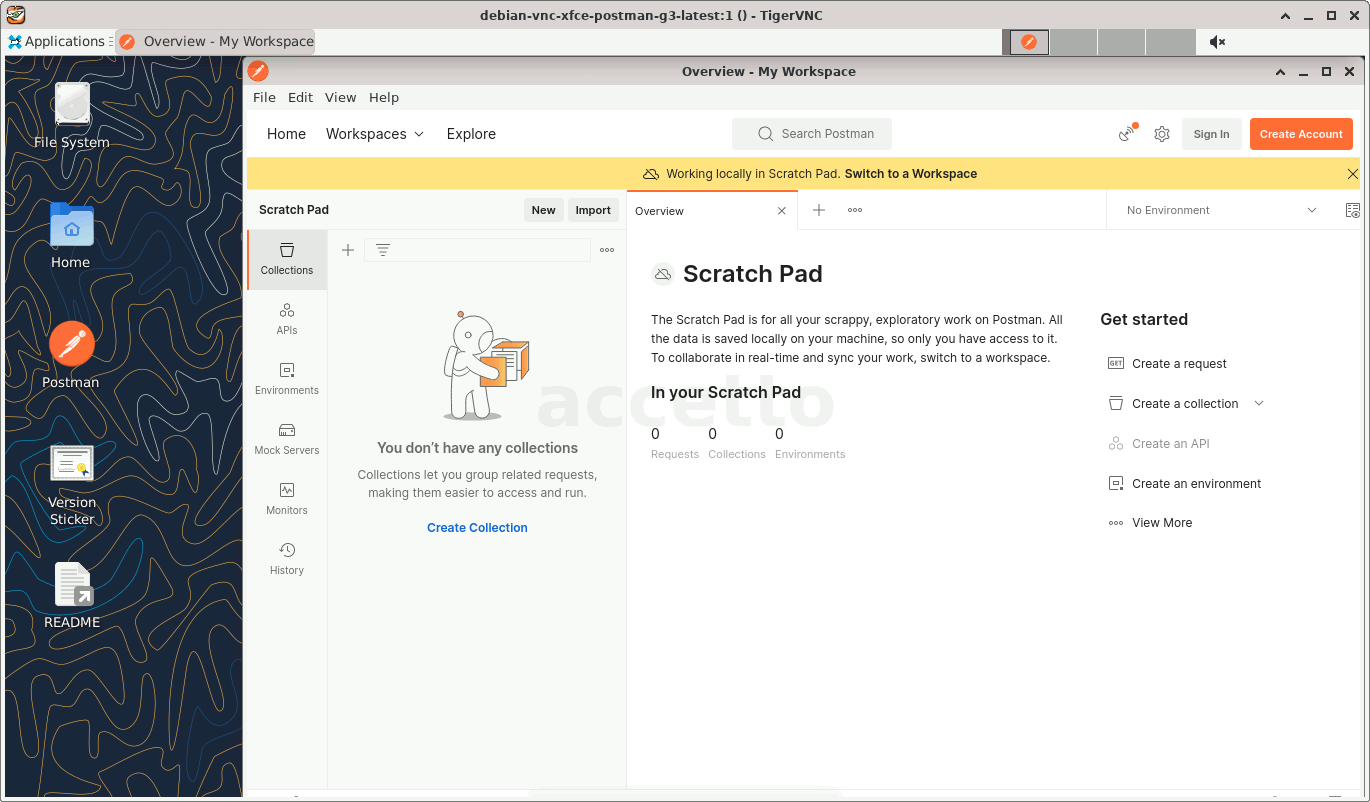 debian-vnc-xfce-postman-g3-latest:1 () - TigerVNC
Applications
Overview - My Workspace
Overview - My Workspace
File Edit View Help
Home Workspaces Explore
Search Postman
Sign In
Create Account
Working locally in Scratch Pad. Switch to a Workspace
Scratch Pad
New
Import
Overview
No Environment
Collections
APIs
Environments
Mock Servers
Monitors
History
You don’t have any collections
Collections let you group related requests,
making them easier to access and run.
Create Collection
Scratch Pad
The Scratch Pad is for all your scrappy, exploratory work on Postman. All
the data is saved locally on your machine, so only you have access to it.
To collaborate in real-time and sync your work, switch to a workspace.
In your Scratch Pad
0 0 0
Requests Collections Environments
accetto
Get started
GET Create a request
Create a collection
Create an API
Create an environment
View More
File System
Home
Postman
Version
Sticker
README